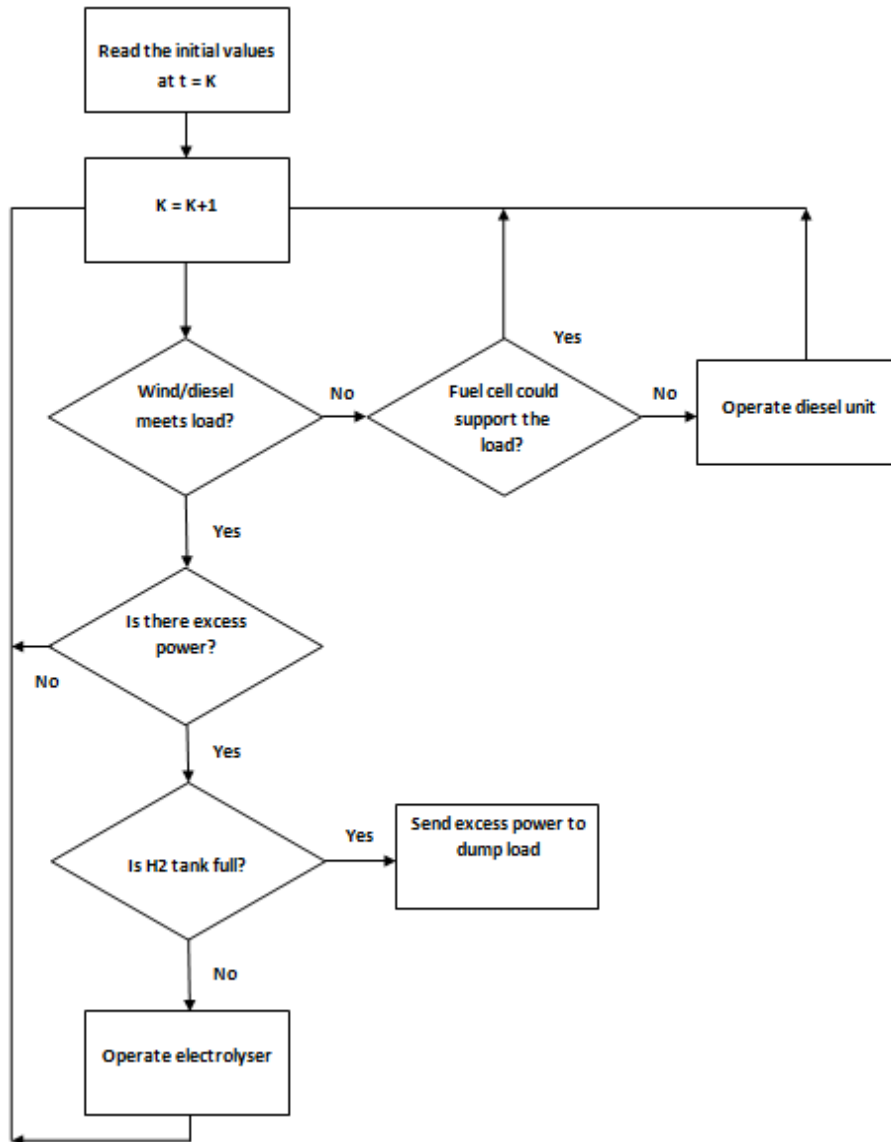 Read the initial values
at t = K
K = K+1
Wind/diesel
meets load?
No
Fuel cell could
support the
load?
Yes
No
Operate diesel unit
Yes
Is there excess
power?
No
Yes
Is H2 tank full?
Yes
Send excess power to
dump load
No
Operate electrolyser